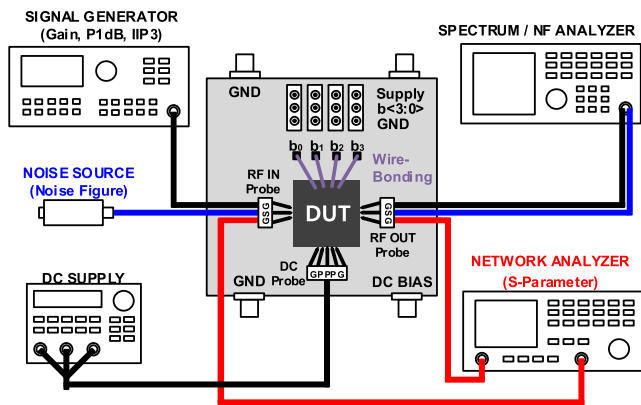 SIGNAL GENERATOR
(Gain, P1dB, IIP3)
SPECTRUM / NF ANALYZER
GND
Supply
b<3:0>
GND
b0 b1 b2 b3
Wire-
Bonding
NOISE SOURCE
(Noise Figure)
RF IN
Probe
GSG
DUT
GSG
RF OUT
Probe
DC
Probe
GPPPG
DC SUPPLY
GND
DC BIAS
NETWORK ANALYZER
(S-Parameter)